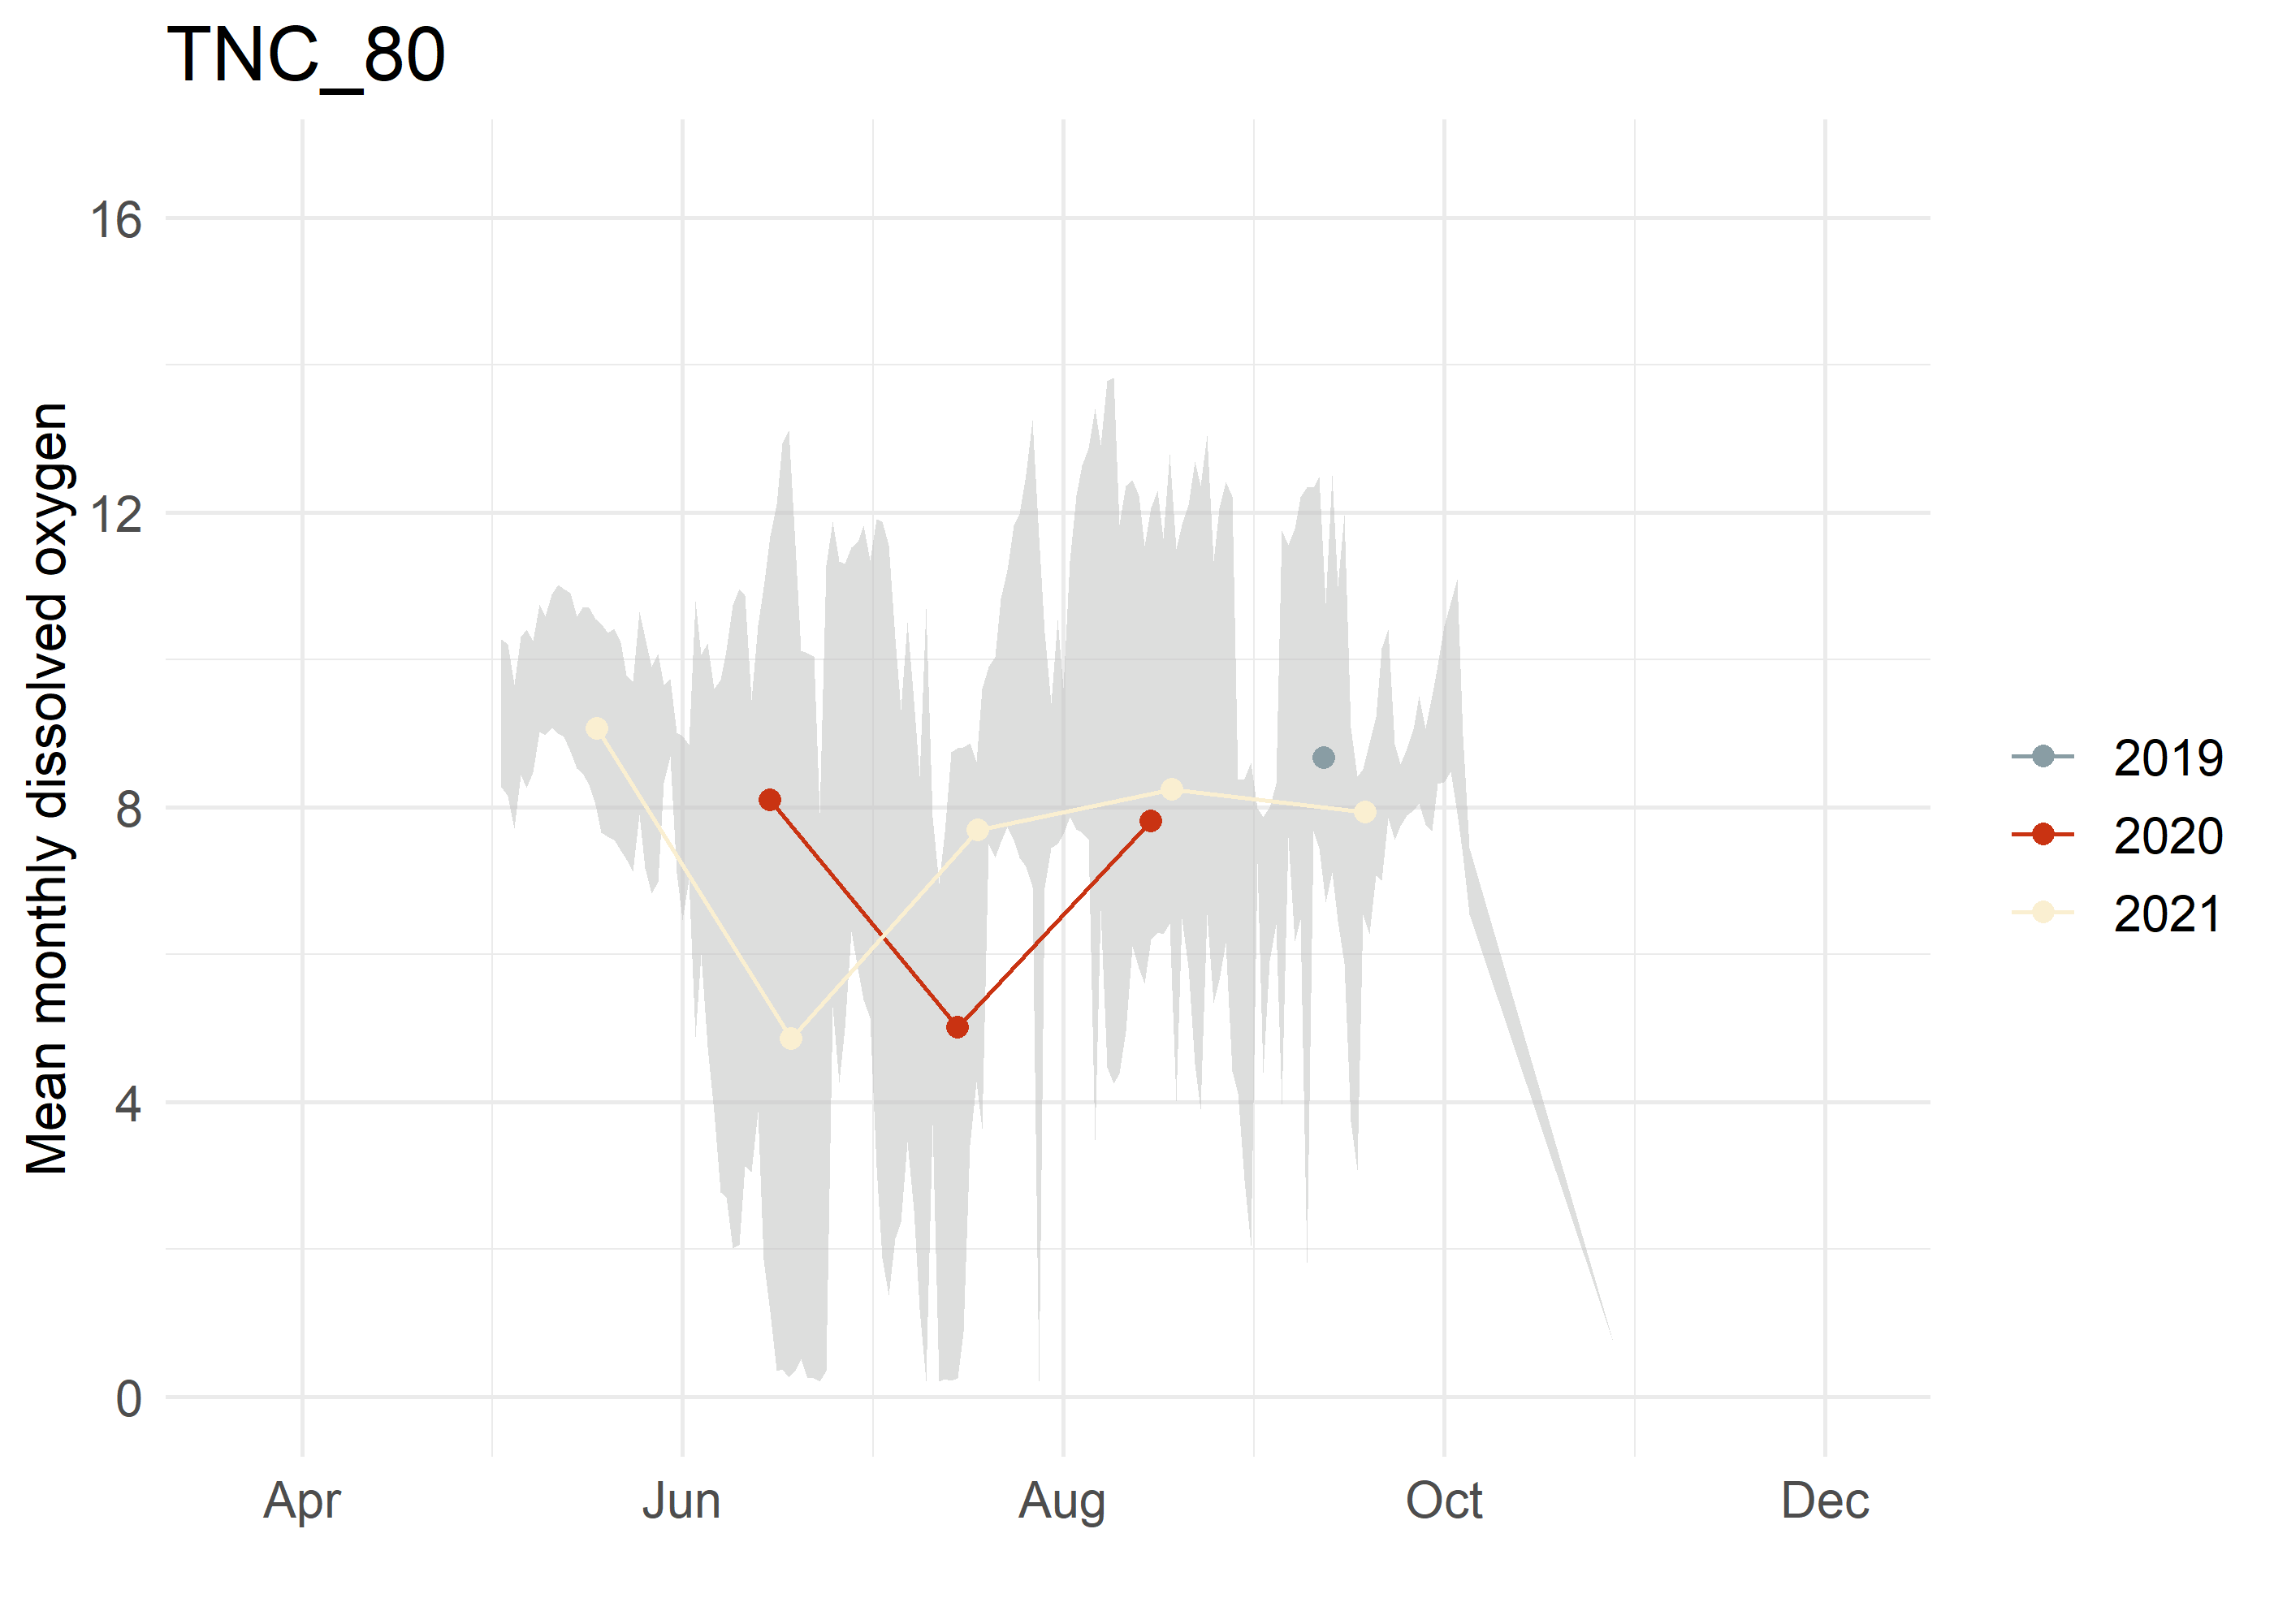 TNC_80
Mean monthly dissolved oxygen
16
12
8
4
0
Apr
Jun
Aug
Oct
Dec
2019
2020
2021